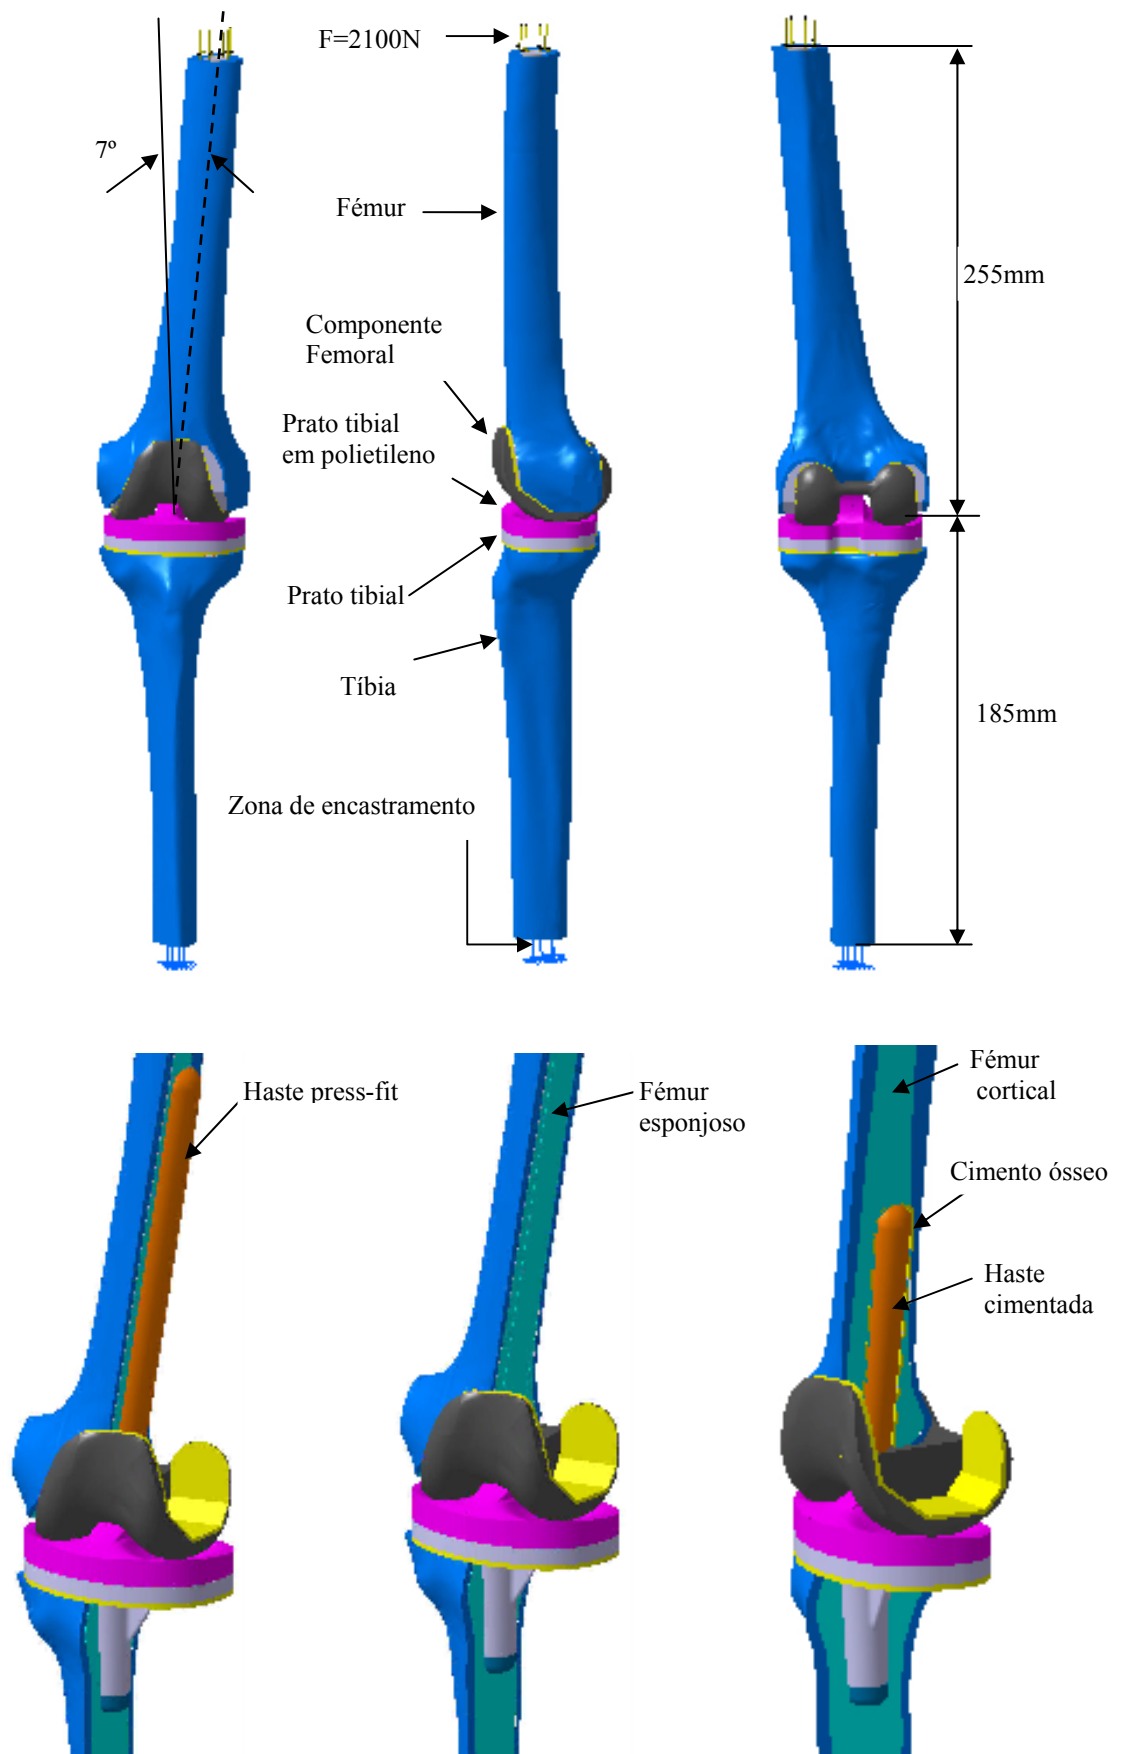 F=2100N
7º
Fémur
255mm
Componente
Femoral
Prato tibial
em polietileno
Prato tibial
Tíbia
185mm
Zona de encastramento
Haste press-fit
Fémur
esponjoso
Fémur
cortical
Cimento ósseo
Haste
cimentada